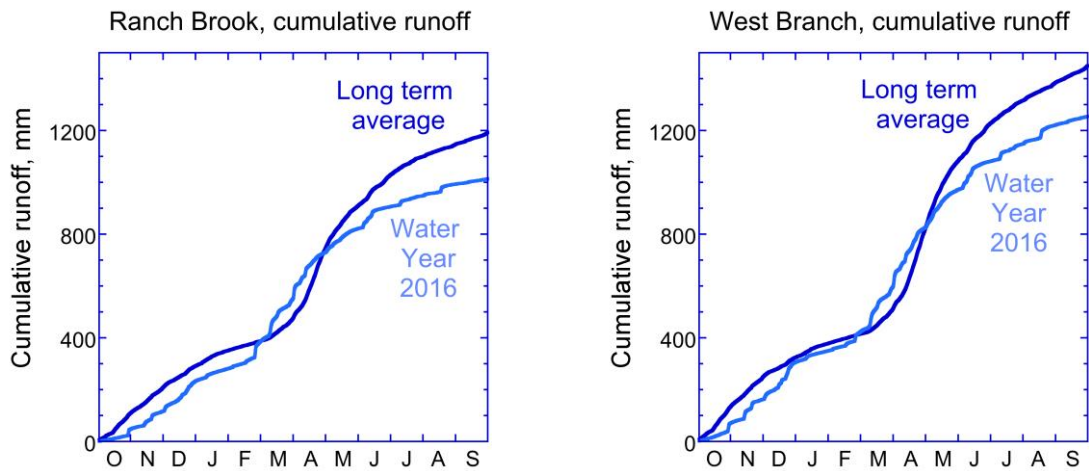 Ranch Brook, cumulative runoff
Cumulative runoff, mm
1200
800
400
0
Long term
average
Water
Year
2016
O N D J F M A M J J A S
West Branch, cumulative runoff
Cumulative runoff, mm
1200
800
400
0
Long term
average
Water
Year
2016
O N D J F M A M J J A S